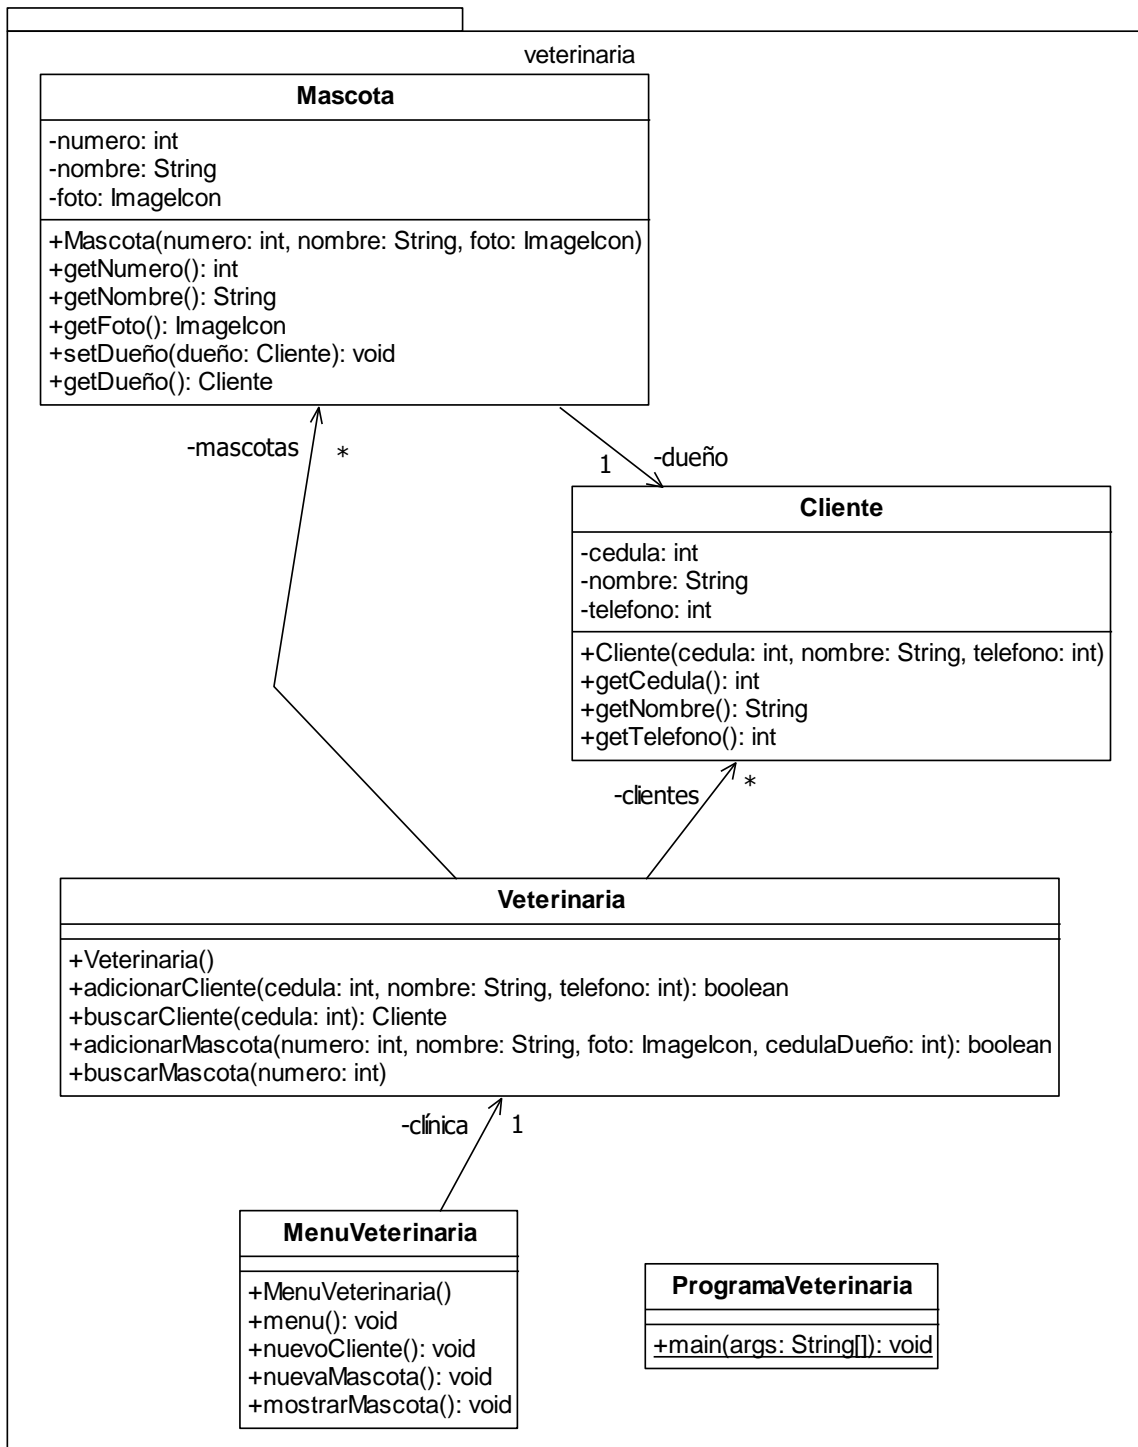 veterinaria
Mascota
-numero: int
-nombre: String
-foto: ImageIcon
+Mascota(numero: int, nombre: String, foto: ImageIcon)
+getNumero(): int
+getNombre(): String
+getFoto(): ImageIcon
+setDueño(dueño: Cliente): void
+getDueño(): Cliente
-mascotas
*
1
-dueño
Cliente
-cedula: int
-nombre: String
-telefono: int
+Cliente(cedula: int, nombre: String, telefono: int)
+getCedula(): int
+getNombre(): String
+getTelefono(): int
-clientes
*
Veterinaria
+Veterinaria()
+adicionarCliente(cedula: int, nombre: String, telefono: int): boolean
+buscarCliente(cedula: int): Cliente
+adicionarMascota(numero: int, nombre: String, foto: ImageIcon, cedulaDueño: int): boolean
+buscarMascota(numero: int)
-clínica
1
MenuVeterinaria
+MenuVeterinaria()
+menu(): void
+nuevoCliente(): void
+nuevaMascota(): void
+mostrarMascota(): void
ProgramaVeterinaria
+main(args: String[]): void